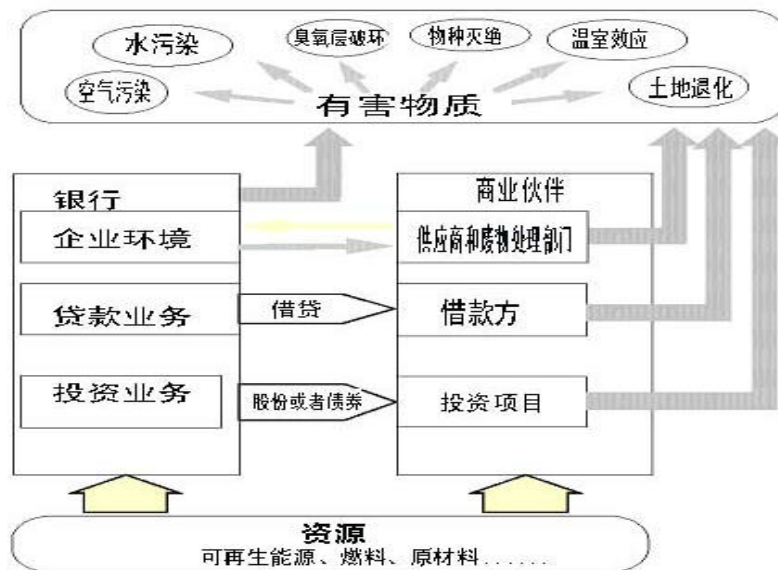 水污染
臭氧层破环
物种灭绝
温室效应
空气污染
土地退化
有害物质
银行
商业伙伴
企业环境
供应商和废物处理部门
贷款业务
借贷
借款方
投资业务
股份或者债券
投资项目
资源
可再生能源、燃料、原材料......